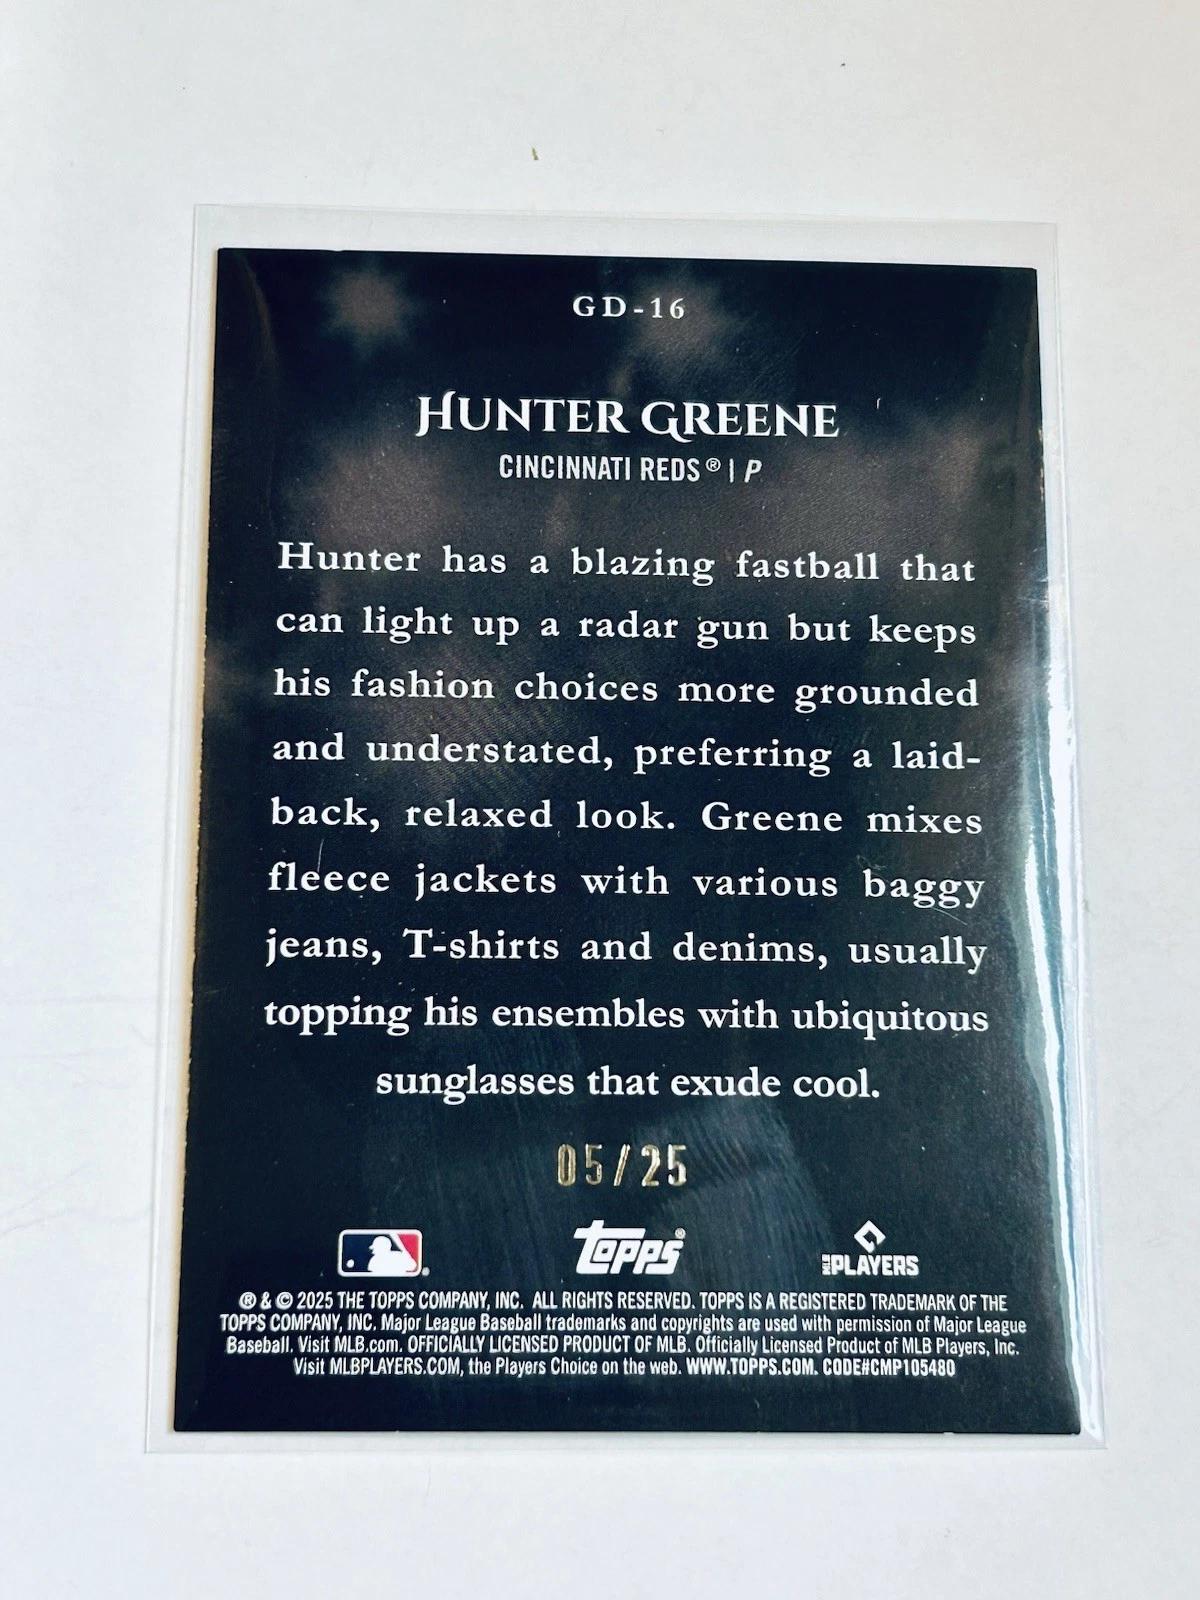 GD-16
HUNTER GREENE
CINCINNATI REDS® | P
Hunter has a blazing fastball that
can light up a radar gun but keeps
his fashion choices more grounded
and understated, preferring a laid-
back, relaxed look. Greene mixes
fleece jackets with various baggy
jeans, T-shirts and denims, usually
topping his ensembles with ubiquitous
sunglasses that exude cool.
05/25
topps® MLB PLAYERS
® & © 2025 THE TOPPS COMPANY, INC. ALL RIGHTS RESERVED. TOPPS IS A REGISTERED TRADEMARK OF THE
TOPPS COMPANY, INC. Major League Baseball trademarks and copyrights are used with permission of Major League
Baseball. Visit MLB.com. OFFICIALLY LICENSED PRODUCT OF MLB. Officially Licensed Product of MLB Players, Inc.
Visit MLBPLAYERS.COM, the Players Choice on the web. WWW.TOPPS.COM. CODE#CMP105480